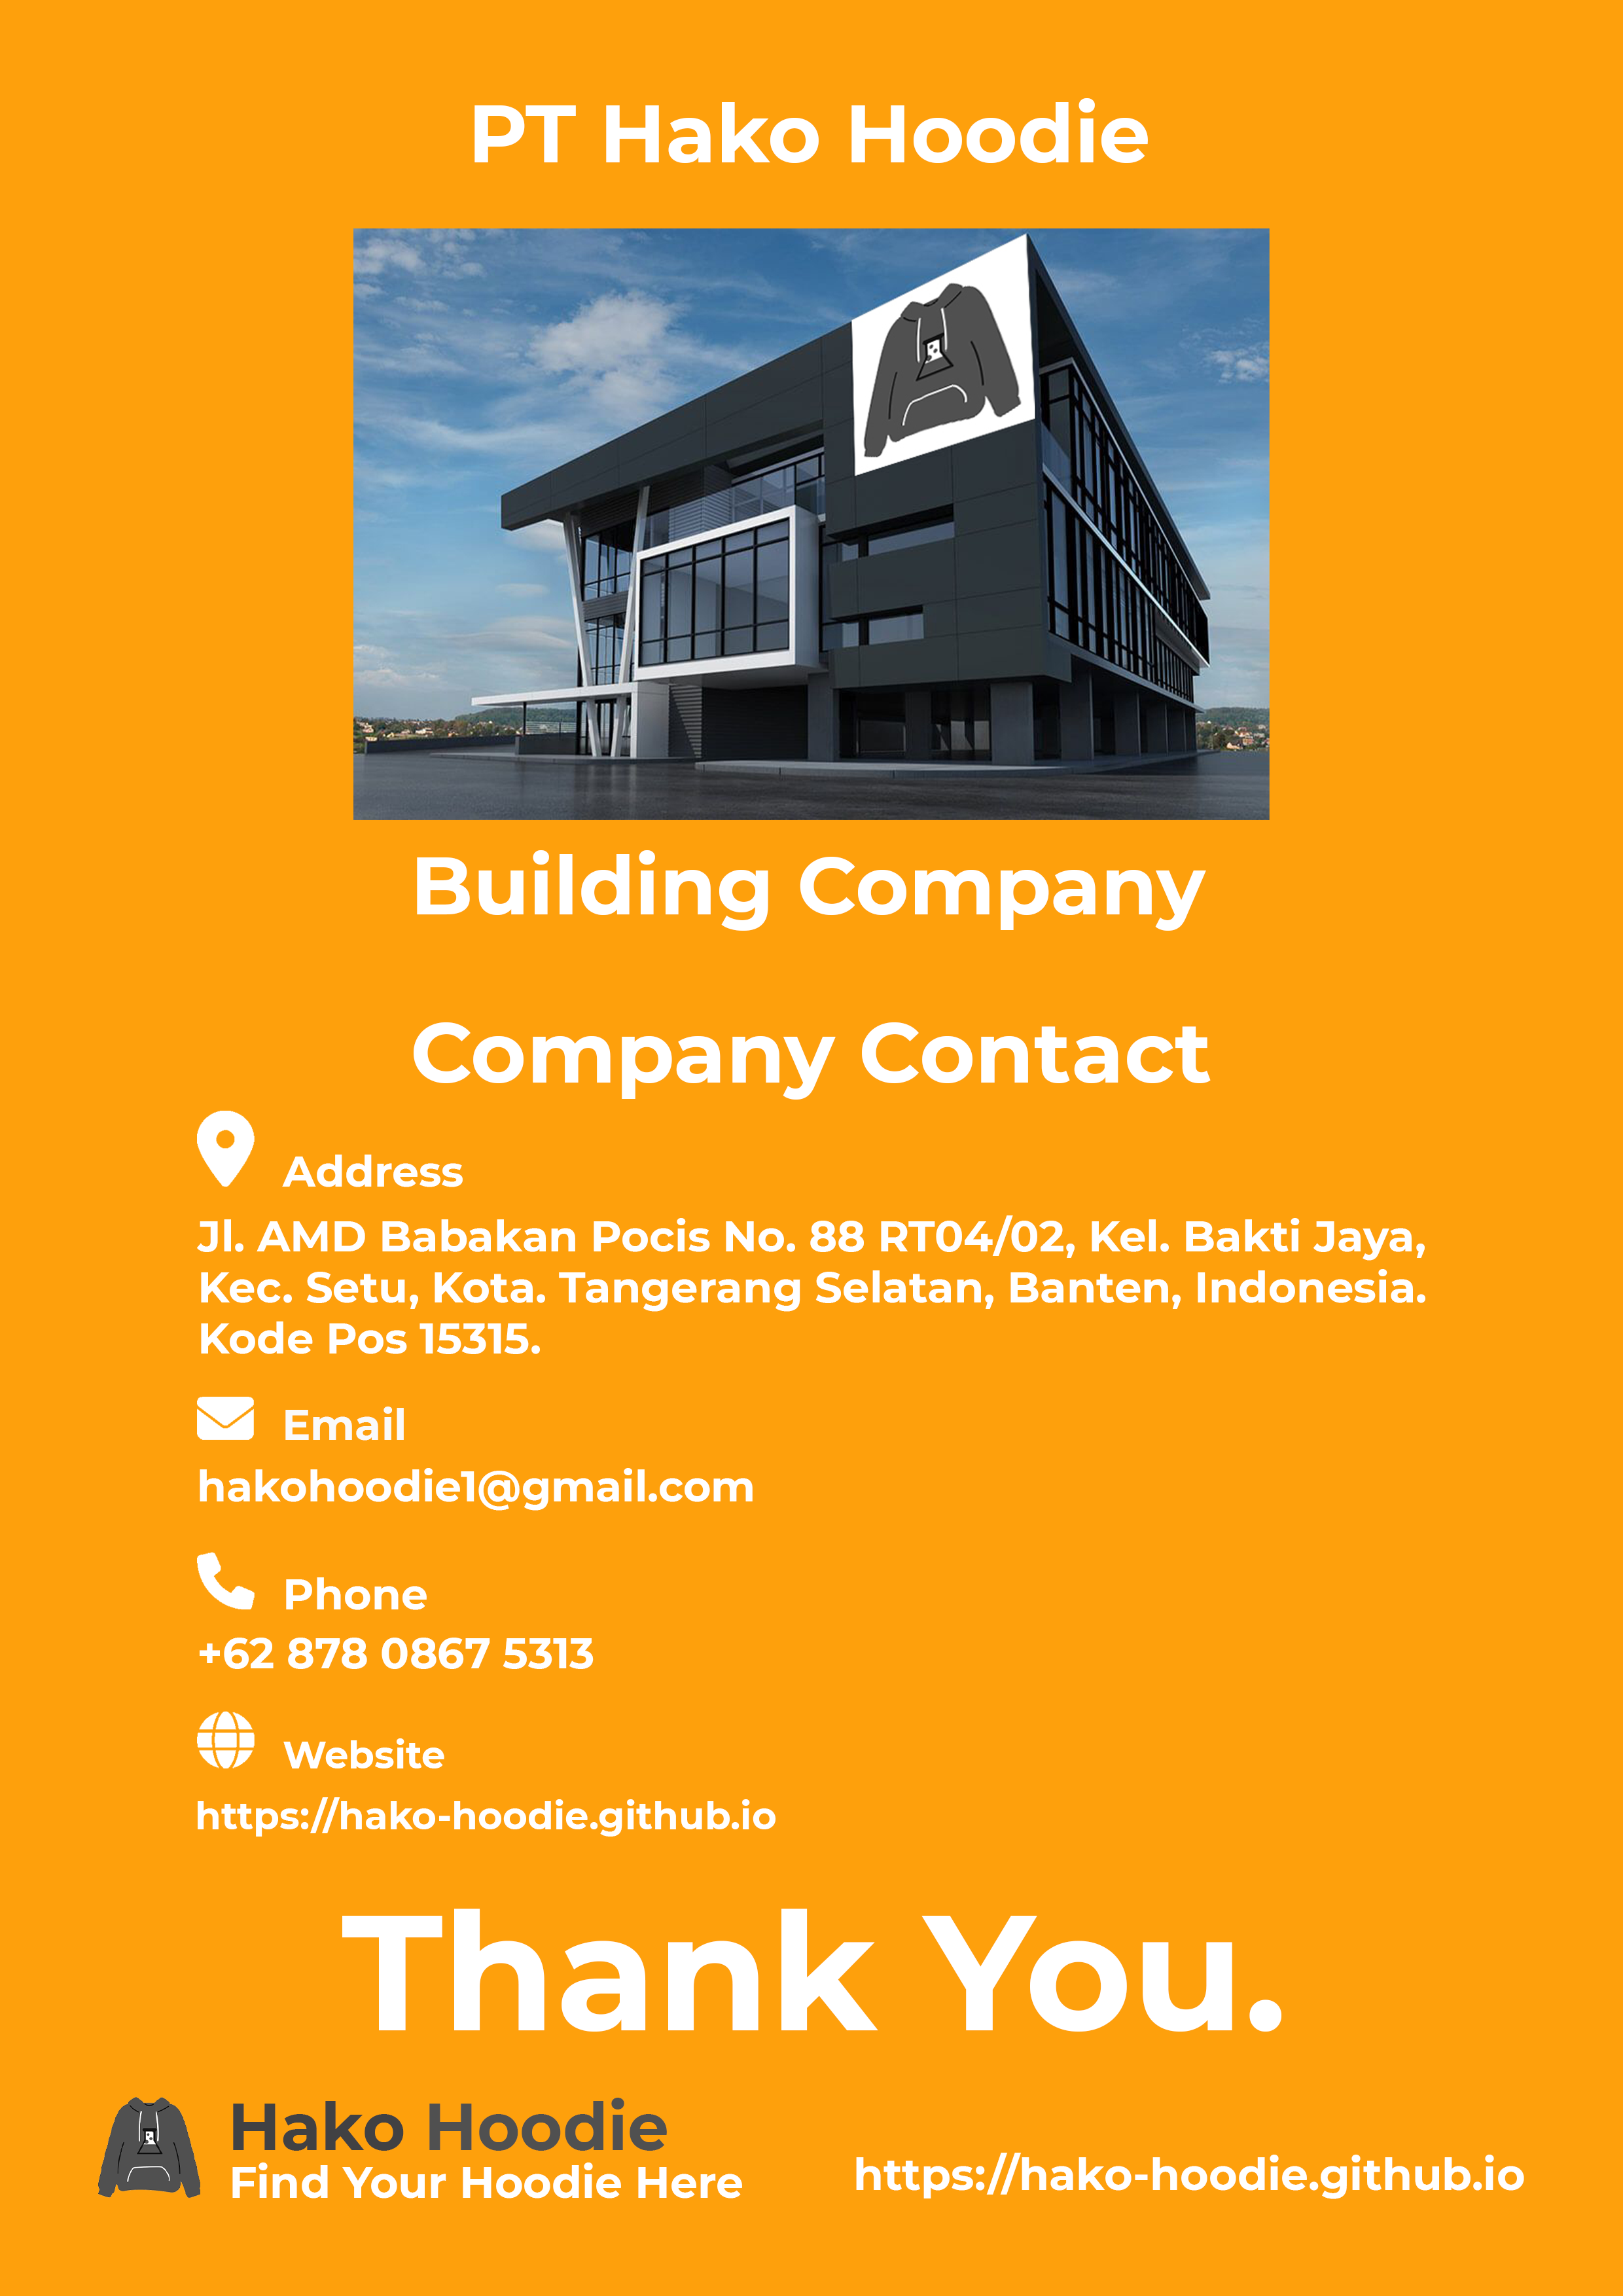 PT Hako Hoodie
Building Company
Company Contact
Address
Jl. AMD Babakan Pocis No. 88 RT04/02, Kel. Bakti Jaya,
Kec. Setu, Kota. Tangerang Selatan, Banten, Indonesia.
Kode Pos 15315.
Email
hakohoodie1@gmail.com
Phone
+62 878 0867 5313
Website
https://hako-hoodie.github.io
Thank You.
Hako Hoodie
Find Your Hoodie Here
https://hako-hoodie.github.io